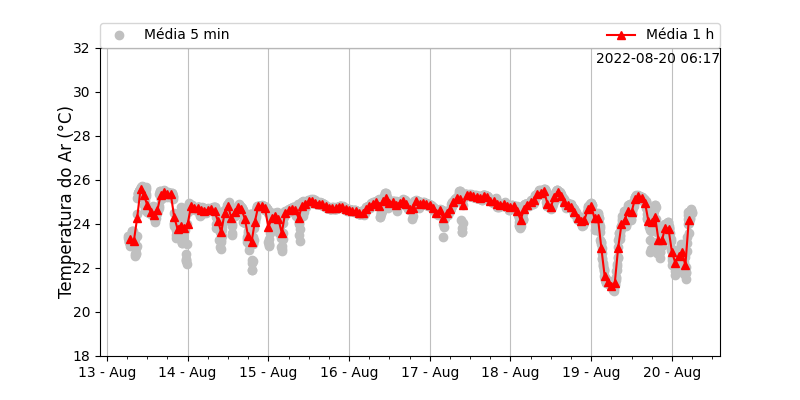 Média 5 min
Média 1 h
2022-08-20 06:17
Temperatura do Ar (°C)
32
30
28
26
24
22
20
18
13 - Aug
14 - Aug
15 - Aug
16 - Aug
17 - Aug
18 - Aug
19 - Aug
20 - Aug